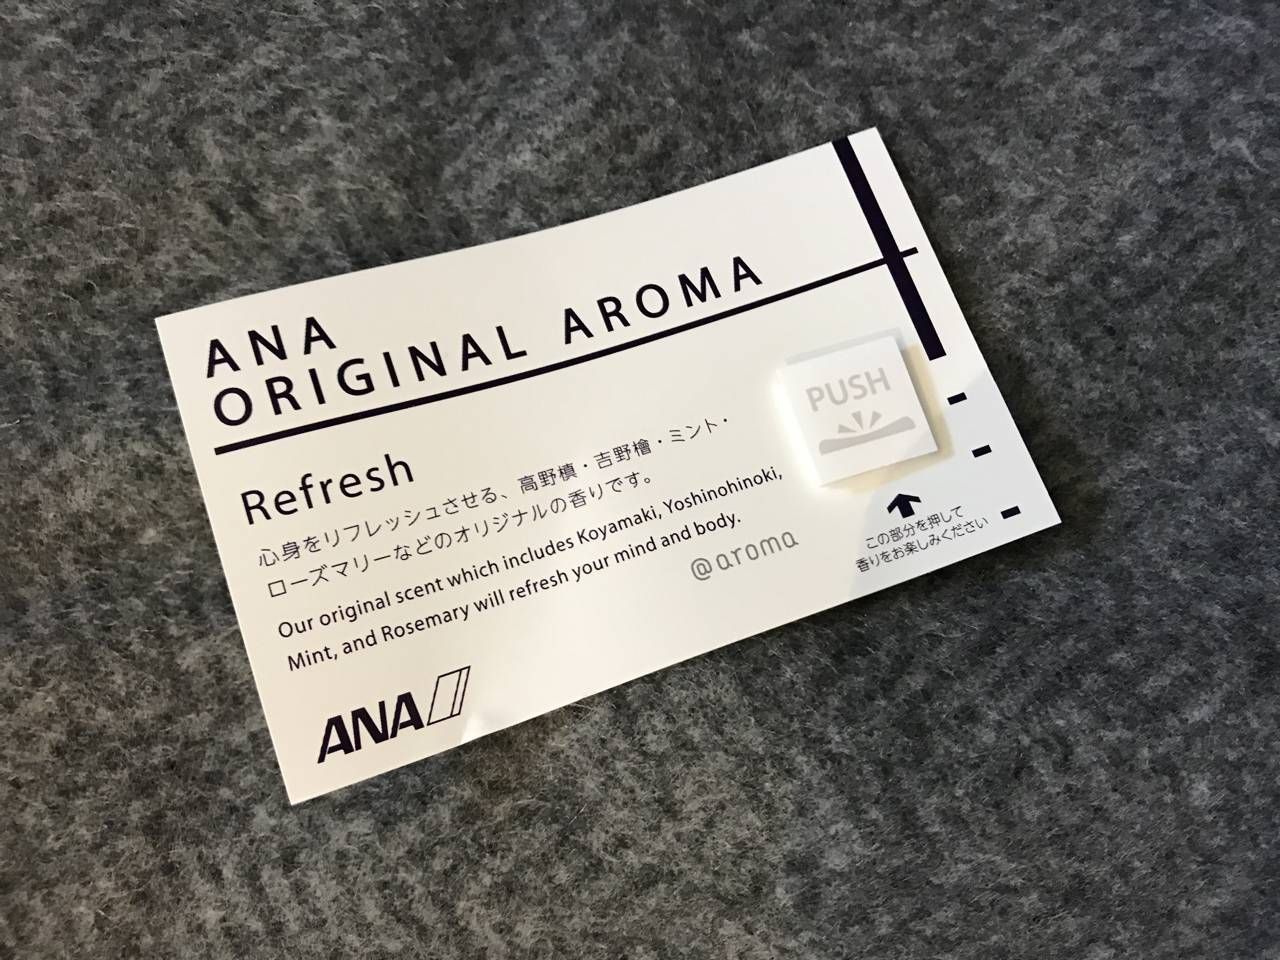 ANA
ORIGINAL AROMA
Refresh
心身をリフレッシュさせる、高野槙・吉野檜・ミント・
ローズマリーなどのオリジナルの香りです。
Our original scent which includes Koyamaki, Yoshinohinoki,
Mint, and Rosemary will refresh your mind and body.
@aroma
ANA
PUSH
この部分を押して
香りをお楽しみください